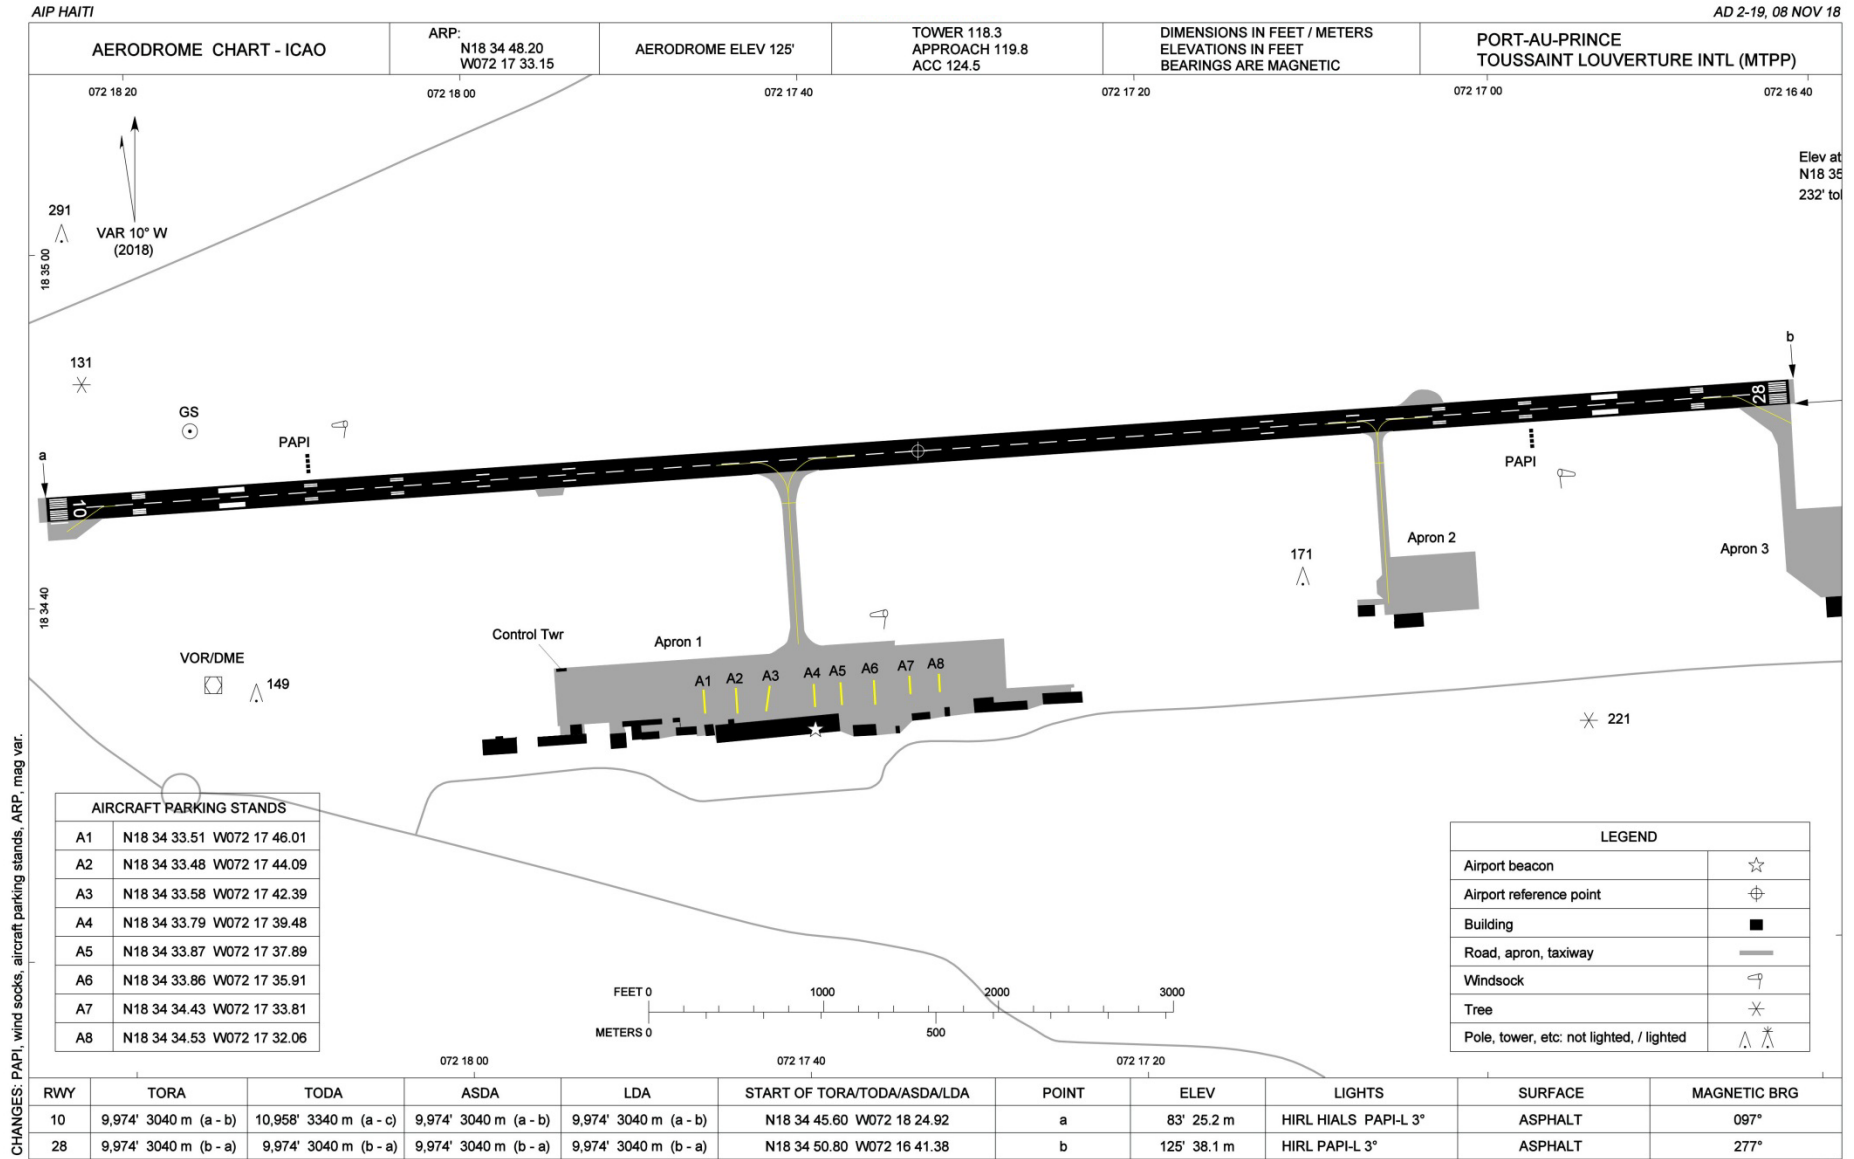 AIP HAITI
AD 2-19, 08 NOV 18
AERODROME CHART - ICAO
ARP:
N18 34 48.20
W072 17 33.15
AERODROME ELEV 125'
TOWER 118.3
APPROACH 119.8
ACC 124.5
DIMENSIONS IN FEET / METERS
ELEVATIONS IN FEET
BEARINGS ARE MAGNETIC
PORT-AU-PRINCE
TOUSSAINT LOUVERTURE INTL (MTPP)
072 18 20
072 18 00
072 17 40
072 17 20
072 17 00
072 16 40
Elev at
N18 35
232' tol
291
VAR 10° W
(2018)
18 35 00
131
GS
PAPI
a
b
10
28
PAPI
Apron 2
Apron 3
171
18 34 40
Control Twr
Apron 1
VOR/DME
149
A1 A2 A3 A4 A5 A6 A7 A8
221
AIRCRAFT PARKING STANDS
A1 N18 34 33.51 W072 17 46.01
A2 N18 34 33.48 W072 17 44.09
A3 N18 34 33.58 W072 17 42.39
A4 N18 34 33.79 W072 17 39.48
A5 N18 34 33.87 W072 17 37.89
A6 N18 34 33.86 W072 17 35.91
A7 N18 34 34.43 W072 17 33.81
A8 N18 34 34.53 W072 17 32.06
LEGEND
Airport beacon
Airport reference point
Building
Road, apron, taxiway
Windsock
Tree
Pole, tower, etc: not lighted, / lighted
FEET 0 1000 2000 3000
METERS 0 500
072 18 00
072 17 40
072 17 20
CHANGES: PAPI, wind socks, aircraft parking stands, ARP, mag var.
RWY TORA TODA ASDA LDA START OF TORA/TODA/ASDA/LDA POINT ELEV LIGHTS SURFACE MAGNETIC BRG
10 9,974' 3040 m (a - b) 10,958' 3340 m (a - c) 9,974' 3040 m (a - b) 9,974' 3040 m (a - b) N18 34 45.60 W072 18 24.92 a 83' 25.2 m HIRL HIALS PAPI-L 3° ASPHALT 097°
28 9,974' 3040 m (b - a) 9,974' 3040 m (b - a) 9,974' 3040 m (b - a) 9,974' 3040 m (b - a) N18 34 50.80 W072 16 41.38 b 125' 38.1 m HIRL PAPI-L 3° ASPHALT 277°